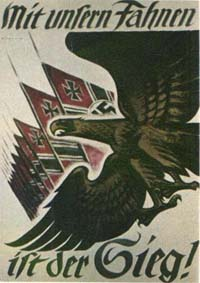 Mit unsern Fahnen
ist der Sieg!